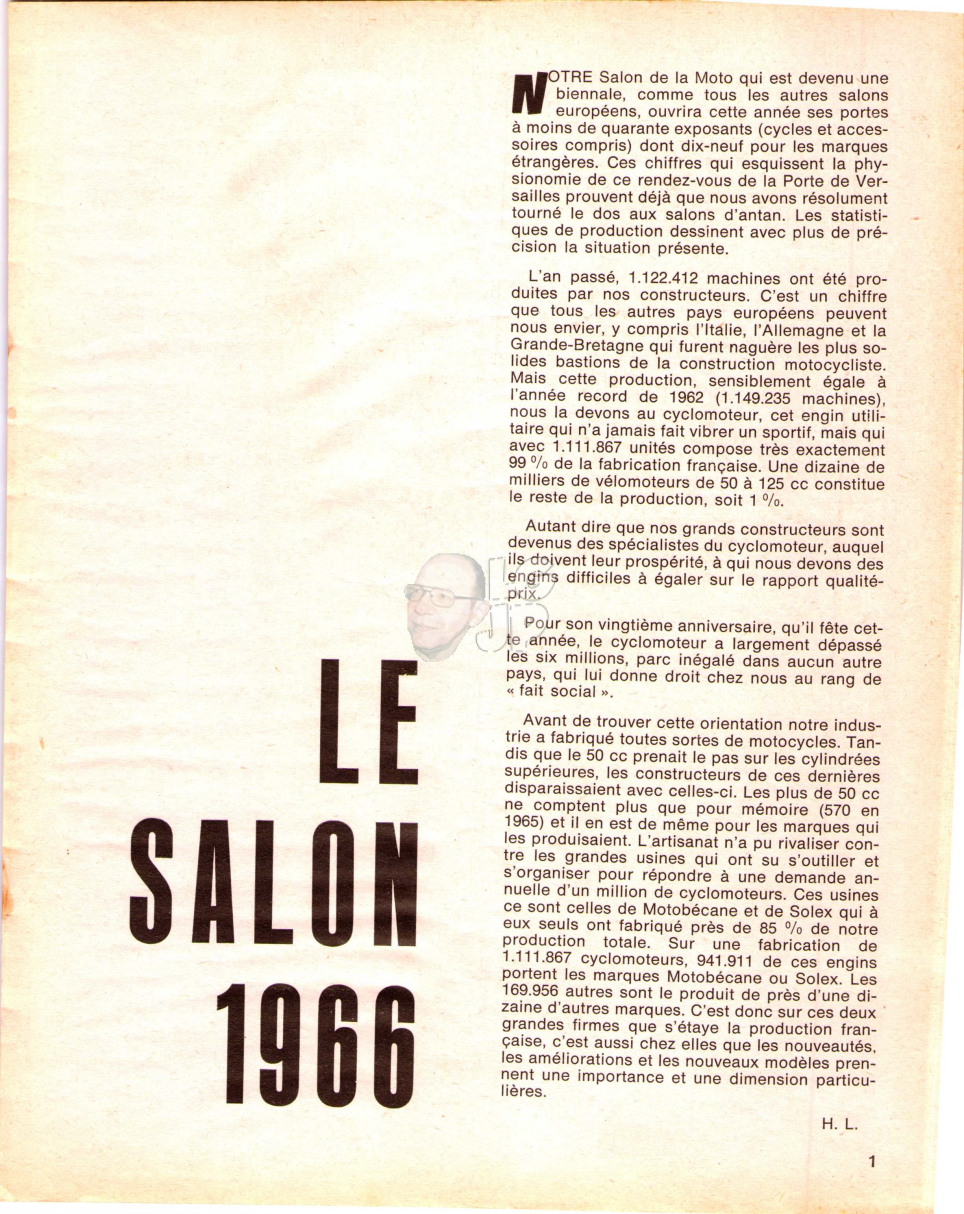 LE
SALON
1966
NOTRE Salon de la Moto qui est devenu une
biennale, comme tous les autres salons
européens, ouvrira cette année ses portes
à moins de quarante exposants (cycles et acces-
soires compris) dont dix-neuf pour les marques
étrangères. Ces chiffres qui esquissent la phy-
sionomie de ce rendez-vous de la Porte de Ver-
sailles prouvent déjà que nous avons résolument
tourné le dos aux salons d'antan. Les statisti-
ques de production dessinent avec plus de pré-
cision la situation présente.
L'an passé, 1.122.412 machines ont été pro-
duites par nos constructeurs. C'est un chiffre
que tous les autres pays européens peuvent
nous envier, y compris l'Italie, l'Allemagne et la
Grande-Bretagne qui furent naguère les plus so-
lides bastions de la construction motocycliste.
Mais cette production, sensiblement égale à
l'année record de 1962 (1.149.235 machines),
nous la devons au cyclomoteur, cet engin utili-
taire qui n'a jamais fait vibrer un sportif, mais qui
avec 1.111.867 unités compose très exactement
99 % de la fabrication française. Une dizaine de
milliers de vélomoteurs de 50 à 125 cc constitue
le reste de la production, soit 1 %.
Autant dire que nos grands constructeurs sont
devenus des spécialistes du cyclomoteur, auquel
ils doivent leur prospérité, à qui nous devons des
engins difficiles à égaler sur le rapport qualité-
prix.
Pour son vingtième anniversaire, qu'il fête cet-
te année, le cyclomoteur a largement dépassé
les six millions, parc inégalé dans aucun autre
pays, qui lui donne droit chez nous au rang de
« fait social ».
Avant de trouver cette orientation notre indus-
trie a fabriqué toutes sortes de motocycles. Tan-
dis que le 50 cc prenait le pas sur les cylindrées
supérieures, les constructeurs de ces dernières
disparaissaient avec celles-ci. Les plus de 50 cc
ne comptent plus que pour mémoire (570 en
1965) et il en est de même pour les marques qui
les produisaient. L'artisanat n'a pu rivaliser con-
tre les grandes usines qui ont su s'outiller et
s'organiser pour répondre à une demande an-
nuelle d'un million de cyclomoteurs. Ces usines
ce sont celles de Motobécane et de Solex qui à
eux seuls ont fabriqué près de 85 % de notre
production totale. Sur une fabrication de
1.111.867 cyclomoteurs, 941.911 de ces engins
portent les marques Motobécane ou Solex. Les
169.956 autres sont le produit de près d'une di-
zaine d'autres marques. C'est donc sur ces deux
grandes firmes que s'étaye la production fran-
çaise, c'est aussi chez elles que les nouveautés,
les améliorations et les nouveaux modèles pren-
nent une importance et une dimension particu-
lières.
H. L.
1